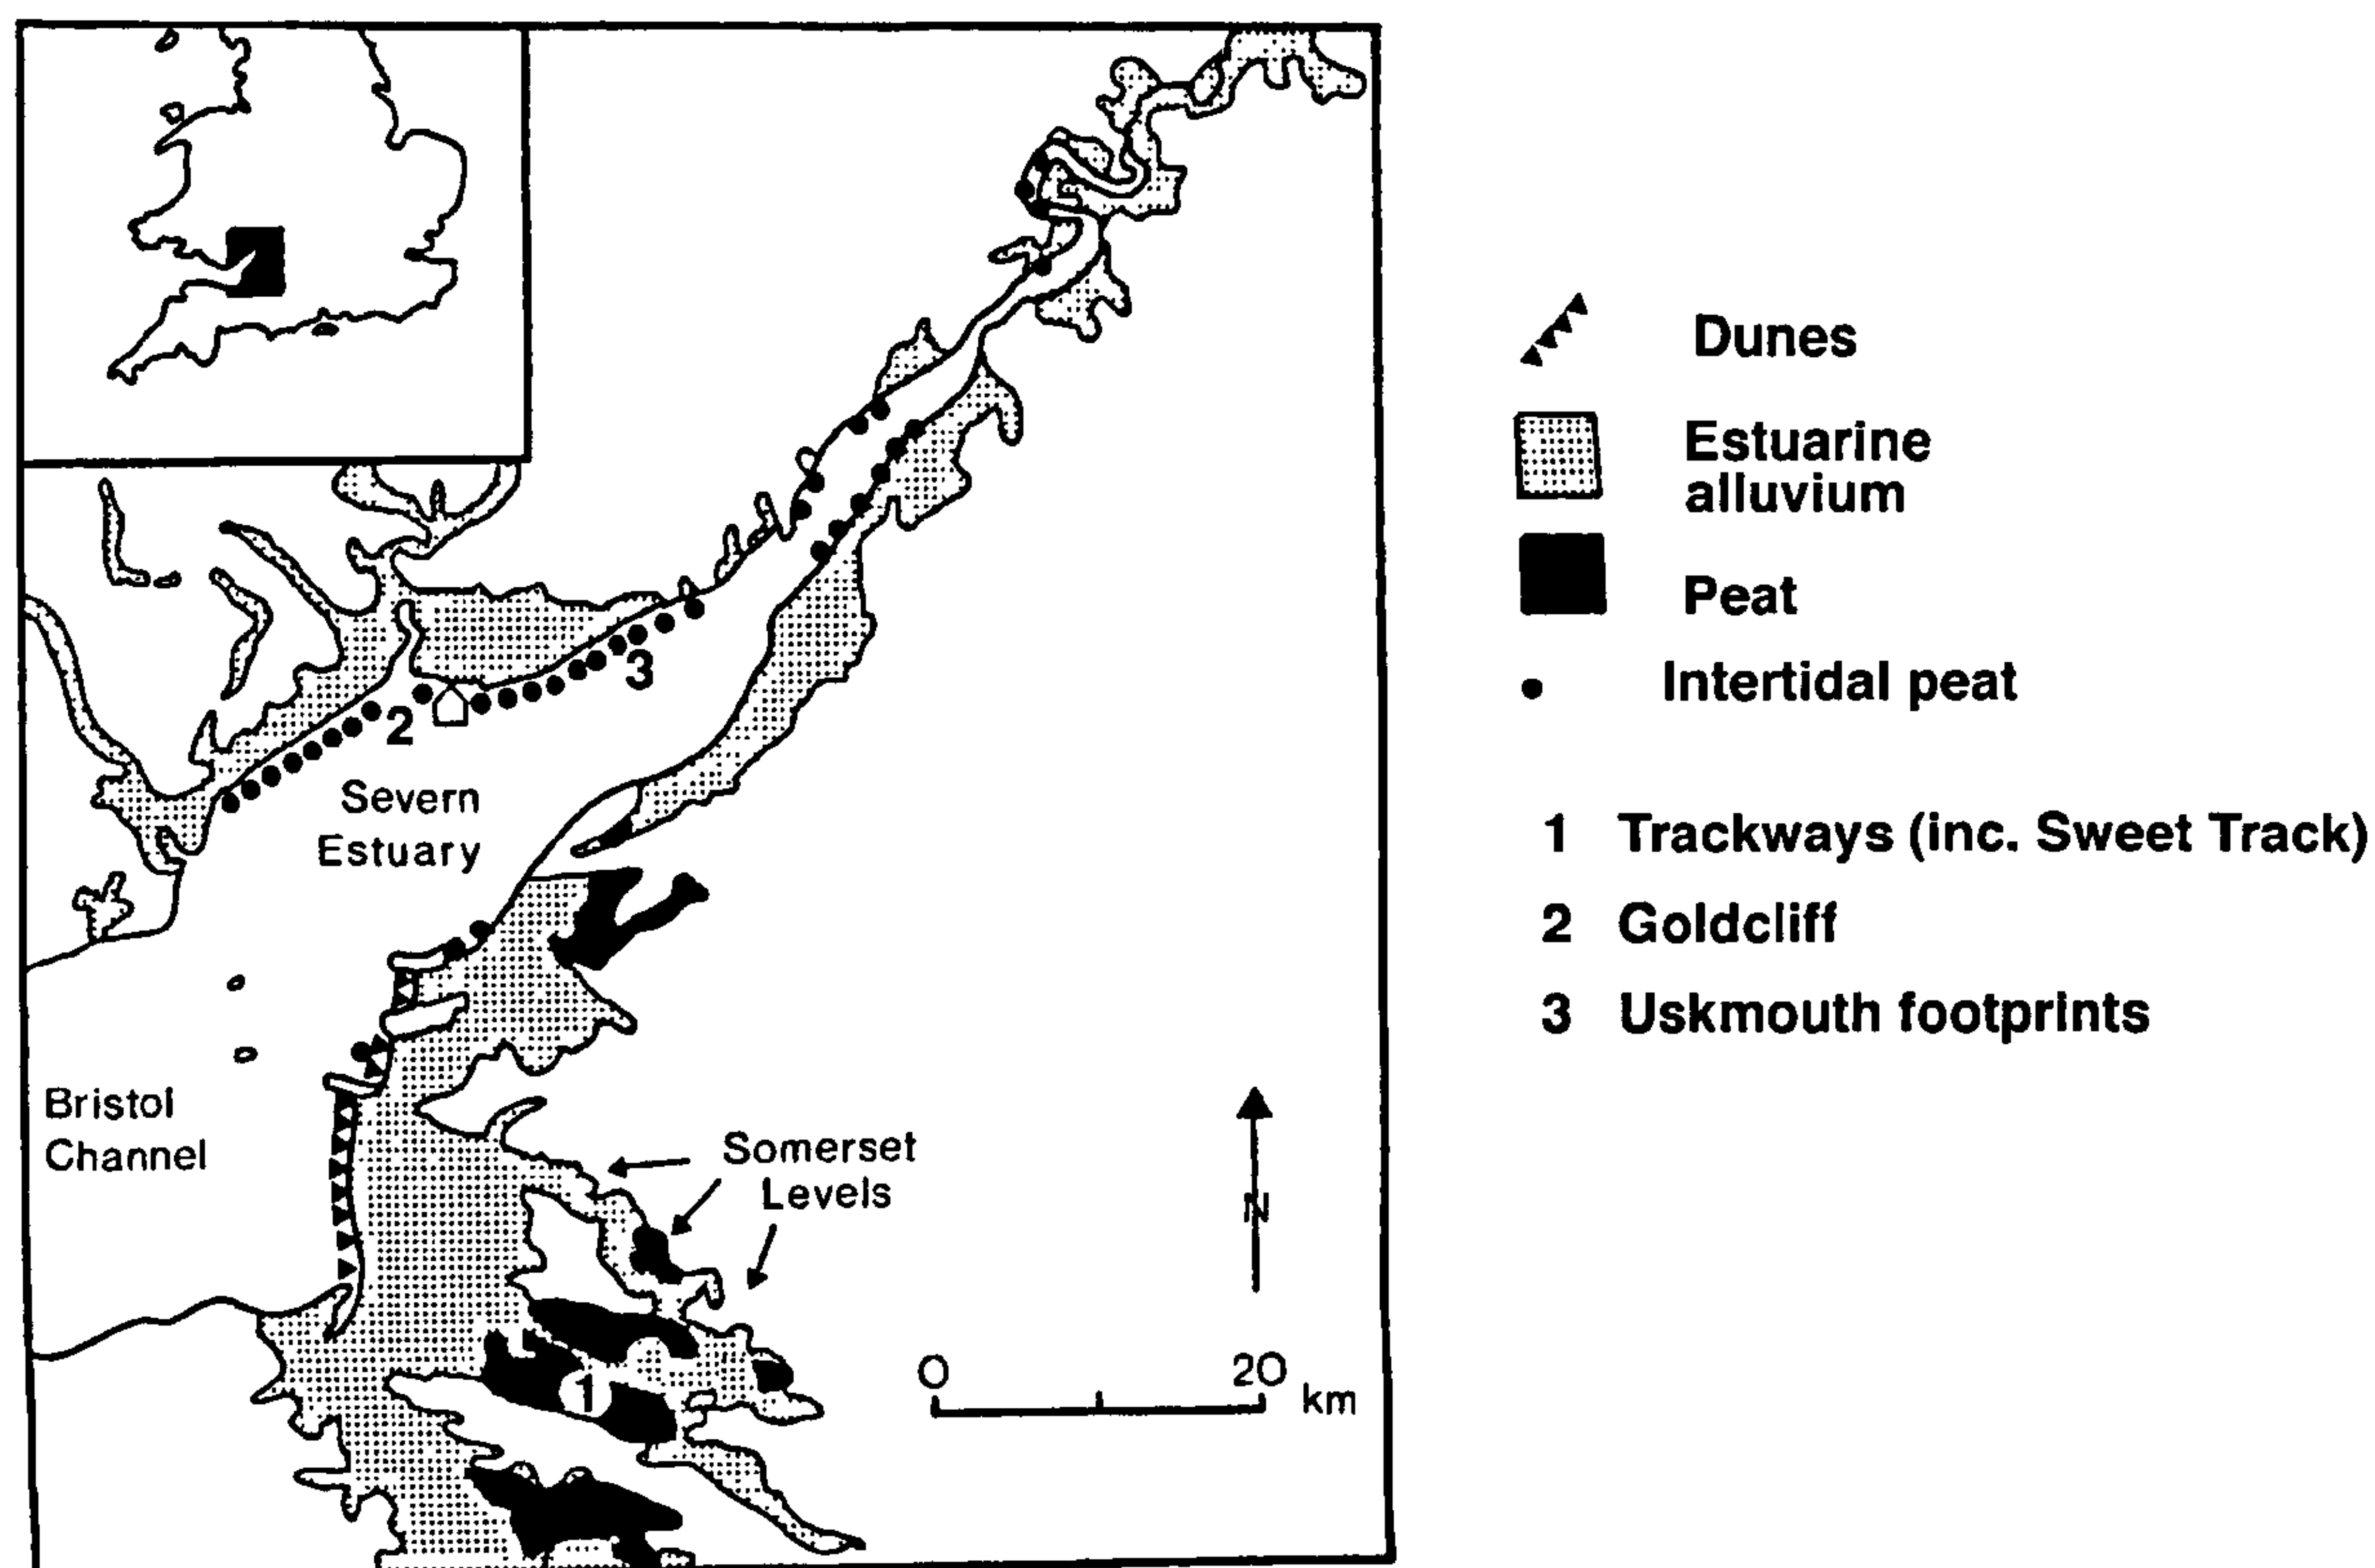 Severn
Estuary
Bristol
Channel
Somerset
Levels
1
2
3
N
0 20 km
Dunes
Estuarine
alluvium
Peat
Intertidal peat
1 Trackways (inc. Sweet Track)
2 Goldcliff
3 Uskmouth footprints